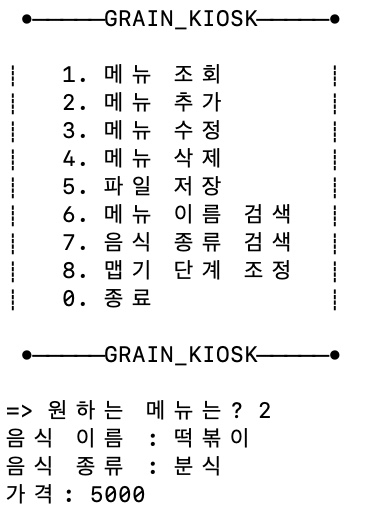 ●─────GRAIN_KIOSK─────●
1. 메뉴 조회
2. 메뉴 추가
3. 메뉴 수정
4. 메뉴 삭제
5. 파일 저장
6. 메뉴 이름 검색
7. 음식 종류 검색
8. 맵기 단계 조정
0. 종료
●─────GRAIN_KIOSK─────●
=> 원하는 메뉴는? 2
음식 이름 : 떡볶이
음식 종류 : 분식
가격: 5000